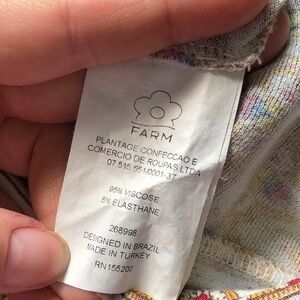 FARM
PLANTAGE CONFECCAO E
COMERCIO DE ROUPAS LTDA
07 515 551/0001-37
95% VISCOSE
5% ELASTHANE
268998
DESIGNED IN BRAZIL
MADE IN TURKEY
RN155200